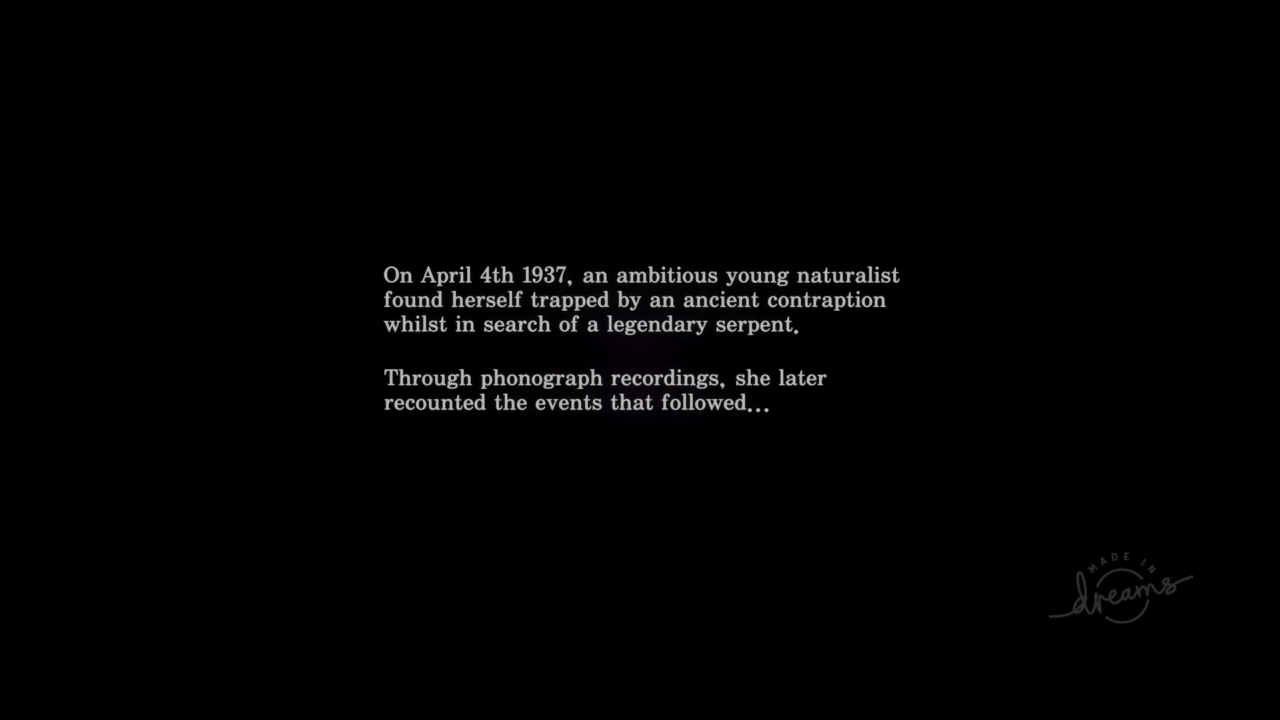 On April 4th 1937, an ambitious young naturalist
found herself trapped by an ancient contraption
whilst in search of a legendary serpent.
Through phonograph recordings, she later
recounted the events that followed...
MADE IN
dreams